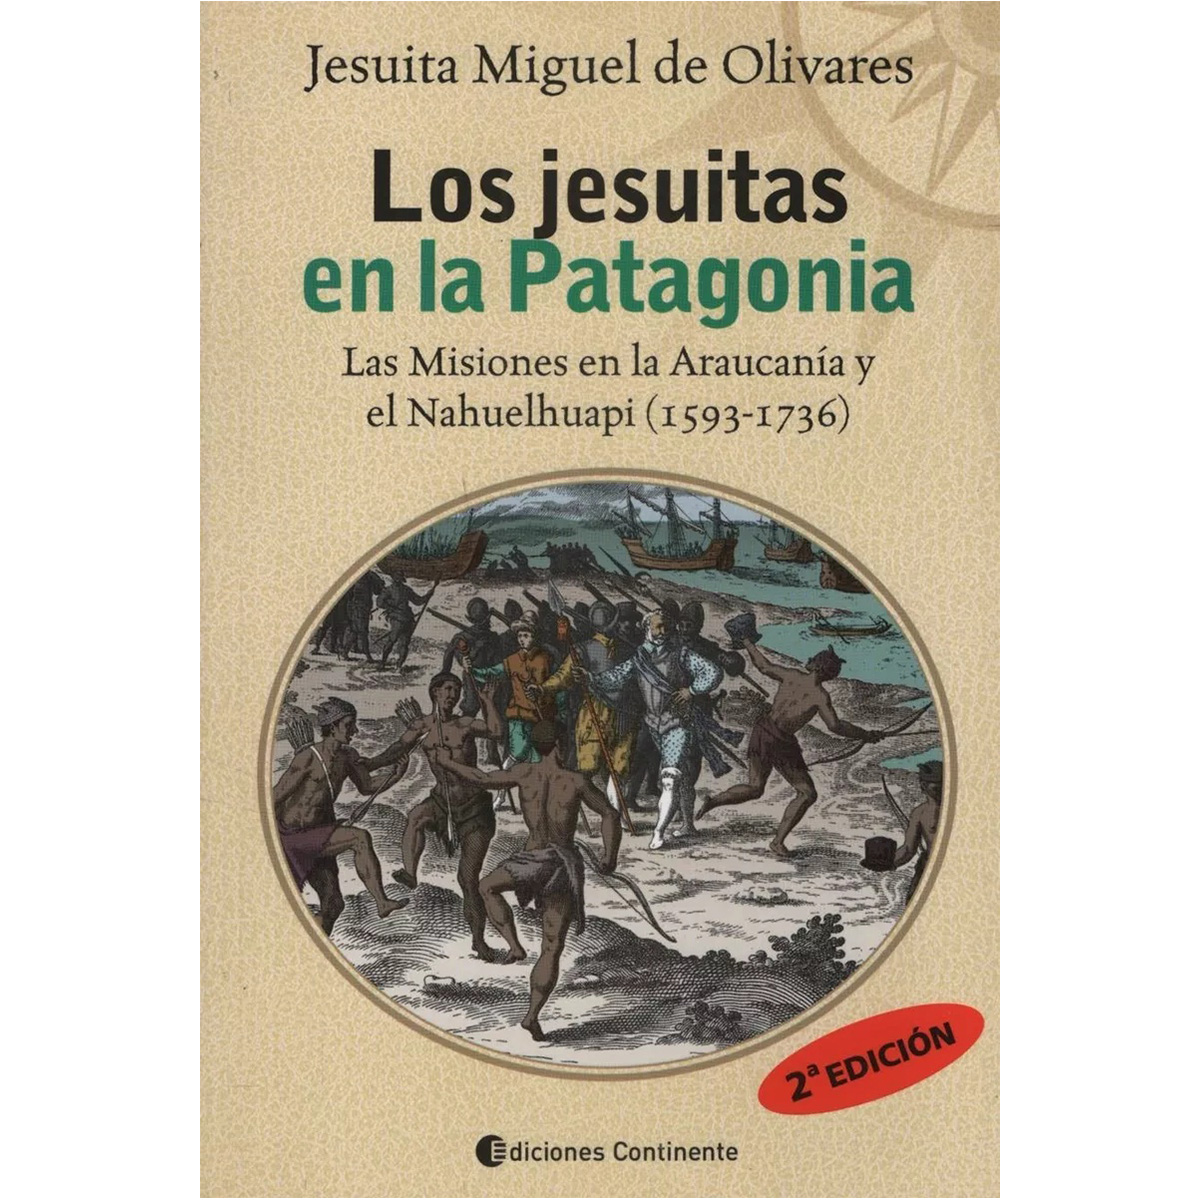 Jesuita Miguel de Olivares
Los jesuitas
en la Patagonia
Las Misiones en la Araucanía y
el Nahuelhuapi (1593-1736)
2ª EDICIÓN
Ediciones Continente